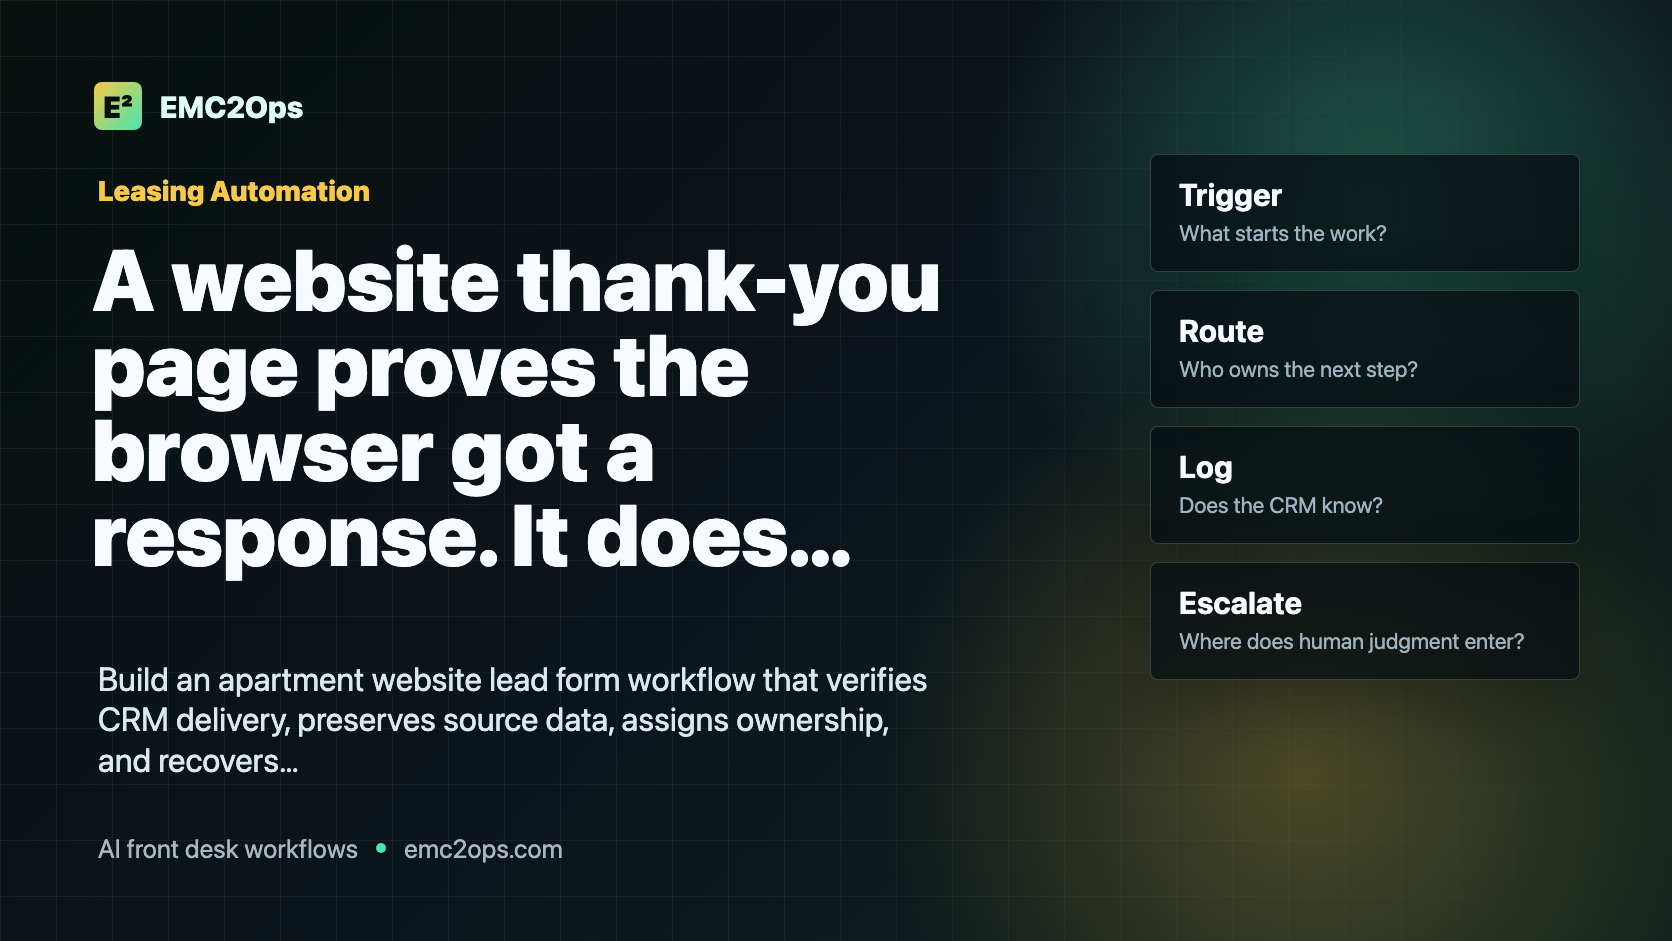 E²
EMC2Ops
Leasing Automation
A website thank-you
page proves the
browser got a
response. It does...
Build an apartment website lead form workflow that verifies
CRM delivery, preserves source data, assigns ownership,
and recovers...
AI front desk workflows • emc2ops.com
Trigger
What starts the work?
Route
Who owns the next step?
Log
Does the CRM know?
Escalate
Where does human judgment enter?